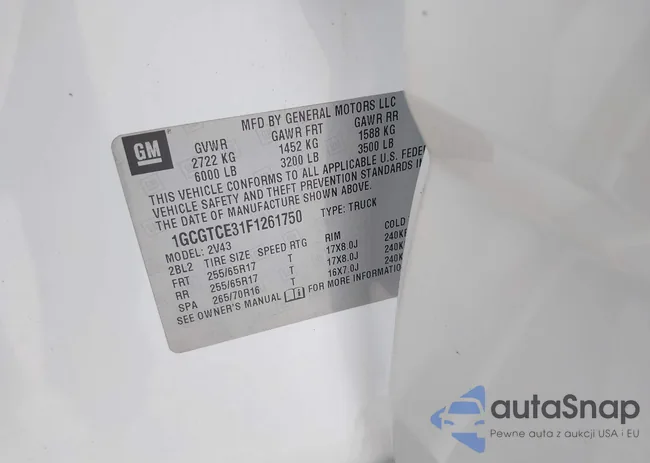 MFD BY GENERAL MOTORS LLC
GM GVWR GAWR FRT GAWR RR
2722 KG 1452 KG 1588 KG
6000 LB 3200 LB 3500 LB
THIS VEHICLE CONFORMS TO ALL APPLICABLE U.S. FEDE
VEHICLE SAFETY AND THEFT PREVENTION STANDARDS IN
THE DATE OF MANUFACTURE SHOWN ABOVE.
1GCGTCE31F1261750 TYPE: TRUCK
MODEL: 2V43
2BL2 TIRE SIZE SPEED RTG RIM COLD
FRT 255/65R17 T 17X8.0J 240K
RR 255/65R17 T 17X8.0J 240K
SPA 265/70R16 T 16X7.0J 240K
SEE OWNER'S MANUAL FOR MORE INFORMATION
autaSnap
Pewne auta z aukcji USA i EU